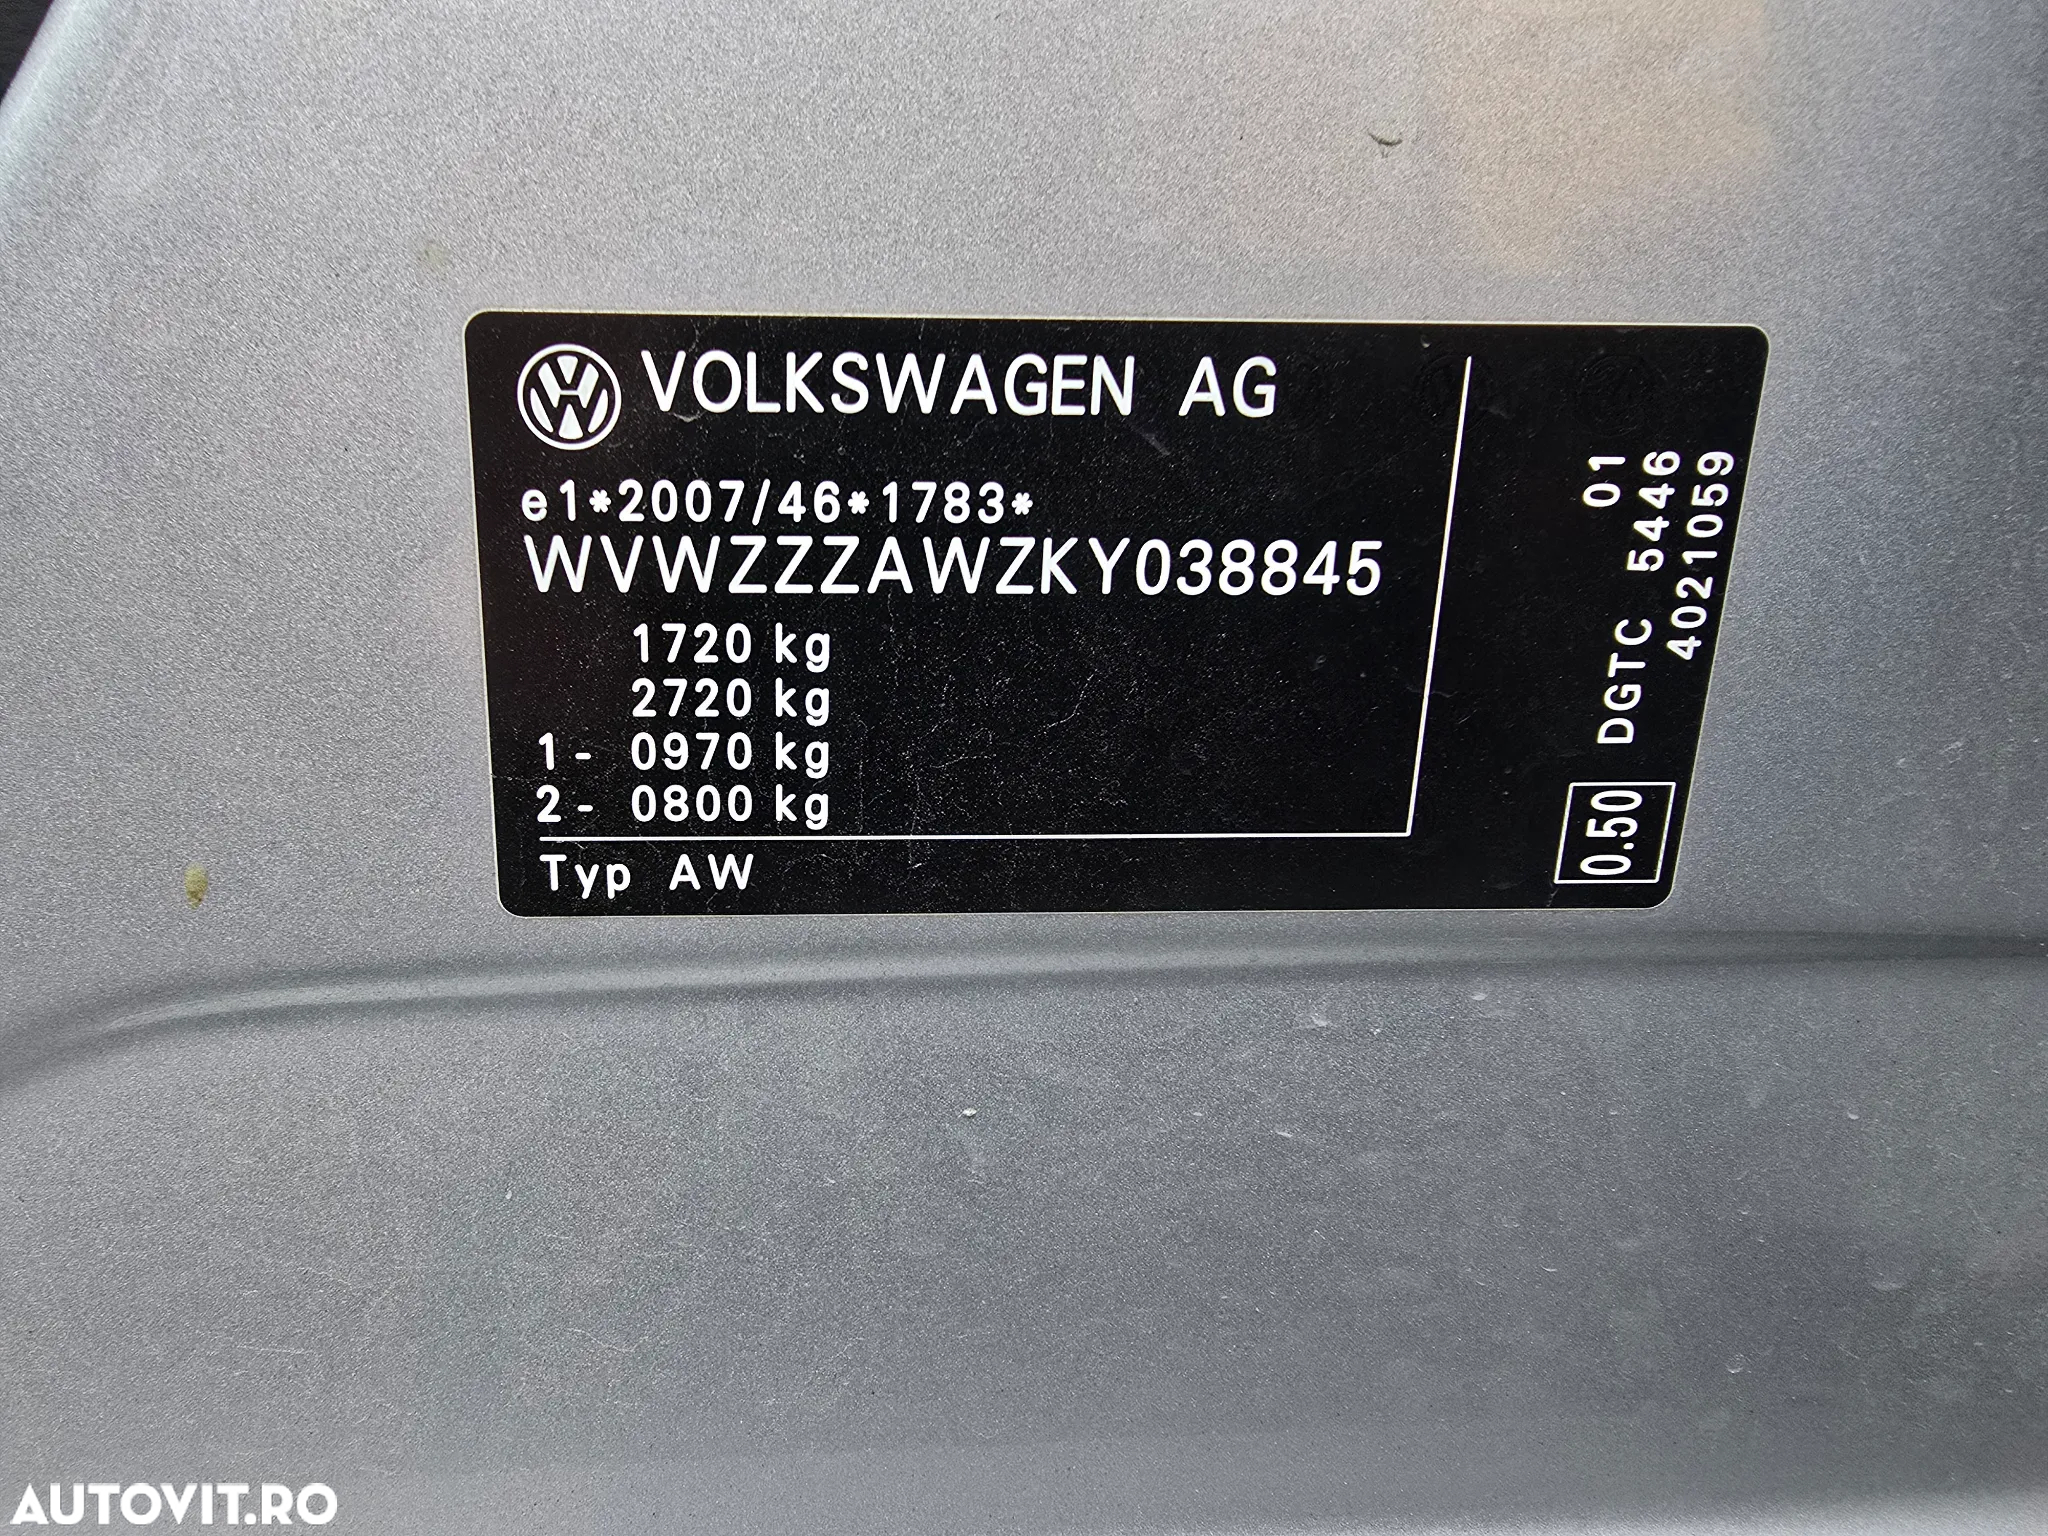 VOLKSWAGEN AG
e1*2007/46*1783*
WVWZZZAWZKY038845
1720 kg
2720 kg
1- 0970 kg
2- 0800 kg
Typ AW
01
DGTC 5446
4021059
0.50
AUTOVIT.RO